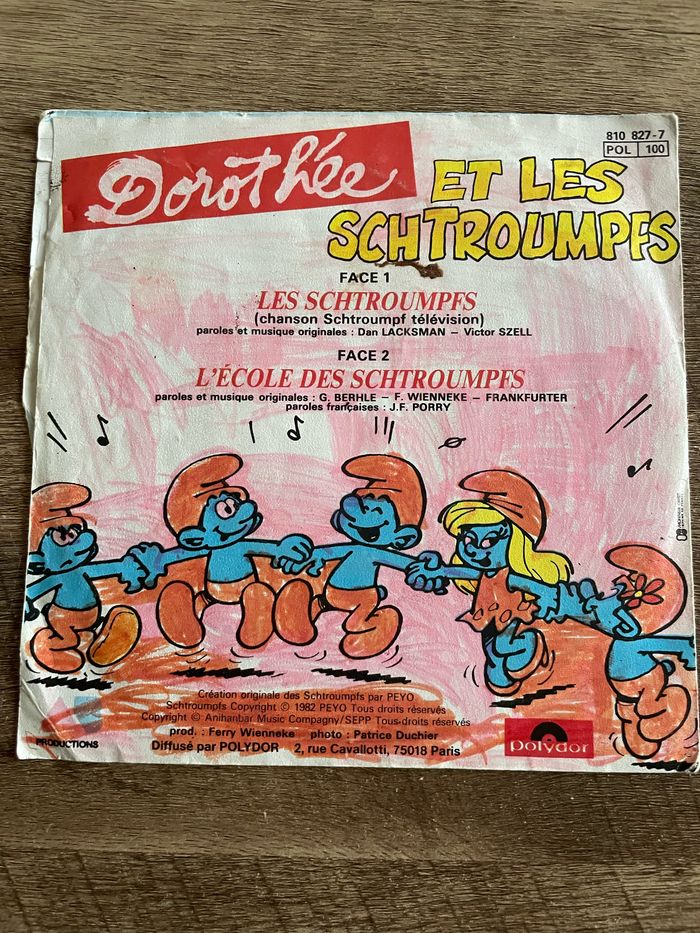 810 827-7
POL 100
Dorothée
ET LES
SCHTROUMPFS
FACE 1
LES SCHTROUMPFS
(chanson Schtroumpf télévision)
paroles et musique originales : Dan LACKSMAN – Victor SZELL
FACE 2
L'ÉCOLE DES SCHTROUMPFS
paroles et musique originales : G. BERHLE – F. WIENNEKE – FRANKFURTER
paroles françaises : J.F. PORRY
Création originale des Schtroumpfs par PEYO
Schtroumpfs Copyright © 1982 PEYO Tous droits réservés
Copyright © Anihanbar Music Compagny/SEPP Tous droits réservés
prod. : Ferry Wienneke photo : Patrice Duchier
Diffusé par POLYDOR 2, rue Cavallotti, 75018 Paris
PRODUCTIONS
polydor